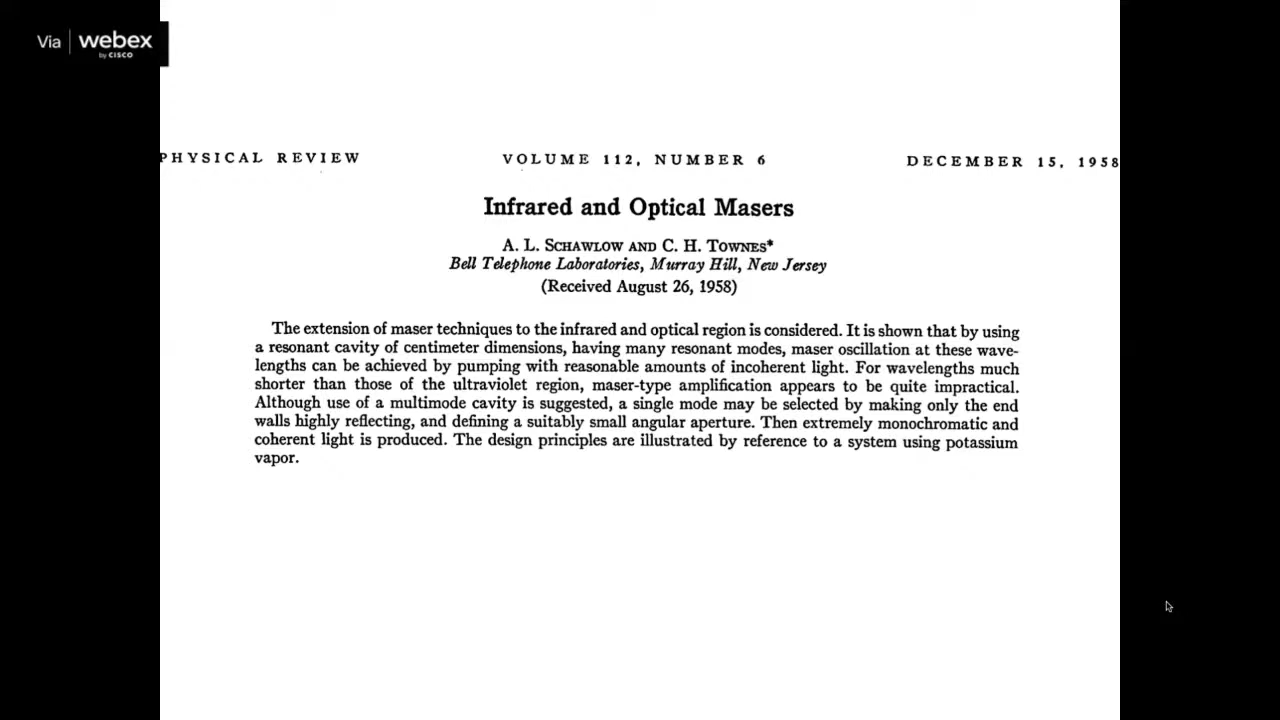 Via webex
by CISCO
PHYSICAL REVIEW VOLUME 112, NUMBER 6 DECEMBER 15, 1958
Infrared and Optical Masers
A. L. SCHAWLOW AND C. H. TOWNES*
Bell Telephone Laboratories, Murray Hill, New Jersey
(Received August 26, 1958)
The extension of maser techniques to the infrared and optical region is considered. It is shown that by using
a resonant cavity of centimeter dimensions, having many resonant modes, maser oscillation at these wave-
lengths can be achieved by pumping with reasonable amounts of incoherent light. For wavelengths much
shorter than those of the ultraviolet region, maser-type amplification appears to be quite impractical.
Although use of a multimode cavity is suggested, a single mode may be selected by making only the end
walls highly reflecting, and defining a suitably small angular aperture. Then extremely monochromatic and
coherent light is produced. The design principles are illustrated by reference to a system using potassium
vapor.